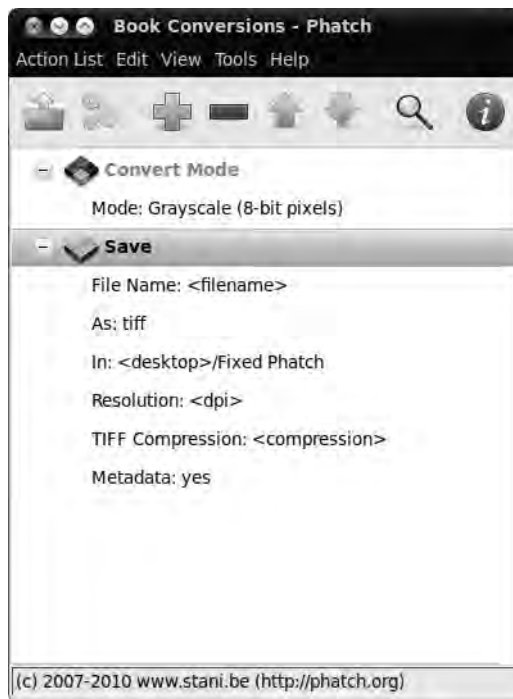 Book Conversions - Phatch
Action List Edit View Tools Help
Convert Mode
Mode: Grayscale (8-bit pixels)
Save
File Name: <filename>
As: tiff
In: <desktop>/Fixed Phatch
Resolution: <dpi>
TIFF Compression: <compression>
Metadata: yes
(c) 2007-2010 www.stani.be (http://phatch.org)